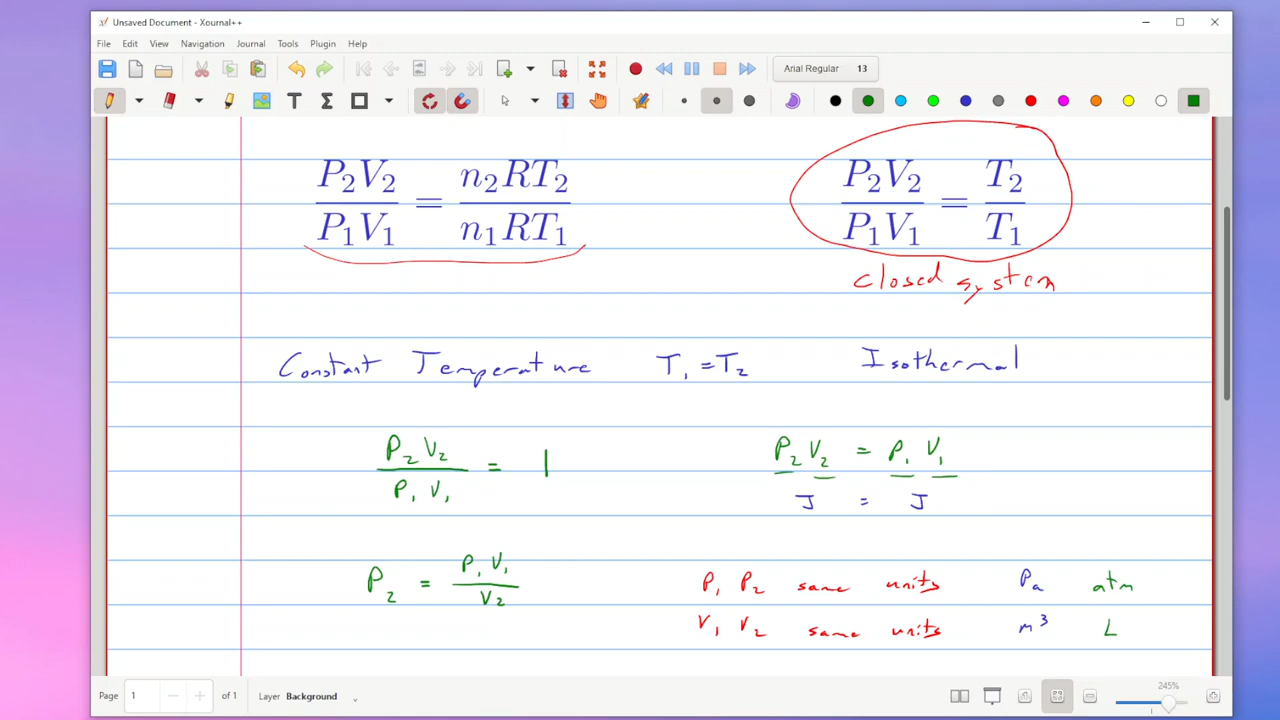 Unsaved Document - Xournal++
File Edit View Navigation Journal Tools Plugin Help
Arial Regular 13
P₂V₂/P₁V₁ = n₂RT₂/n₁RT₁
P₂V₂/P₁V₁ = T₂/T₁
closed system
Constant Temperature T₁ = T₂ Isothermal
P₂V₂/P₁V₁ = 1
P₂V₂ = P₁V₁
J = J
P₂ = P₁V₁/V₂
P₁ P₂ same units Pa atm
V₁ V₂ same units m³ L
Page 1 of 1 Layer Background 245%